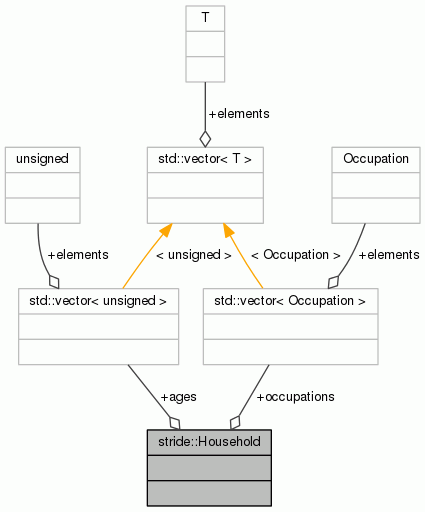 T
+elements
unsigned
std::vector< T >
Occupation
+elements
< unsigned >
< Occupation >
+elements
std::vector< unsigned >
std::vector< Occupation >
+ages
+occupations
stride::Household